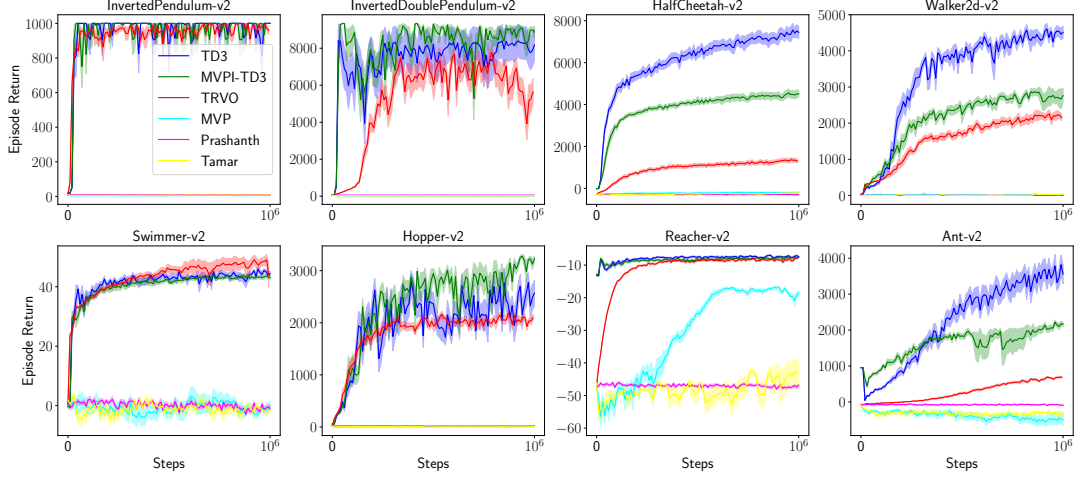 InvertedPendulum-v2
InvertedDoublePendulum-v2
HalfCheetah-v2
Walker2d-v2
Episode Return
1000
800
600
400
200
0
TD3
MVPI-TD3
TRVO
MVP
Prashanth
Tamar
0
10^6
8000
6000
4000
2000
0
0
10^6
8000
6000
4000
2000
0
0
10^6
5000
4000
3000
2000
1000
0
0
10^6
Swimmer-v2
Hopper-v2
Reacher-v2
Ant-v2
Episode Return
40
20
0
0
10^6
Steps
3000
2000
1000
0
0
10^6
Steps
−10
−20
−30
−40
−50
−60
0
10^6
Steps
4000
3000
2000
1000
0
0
10^6
Steps